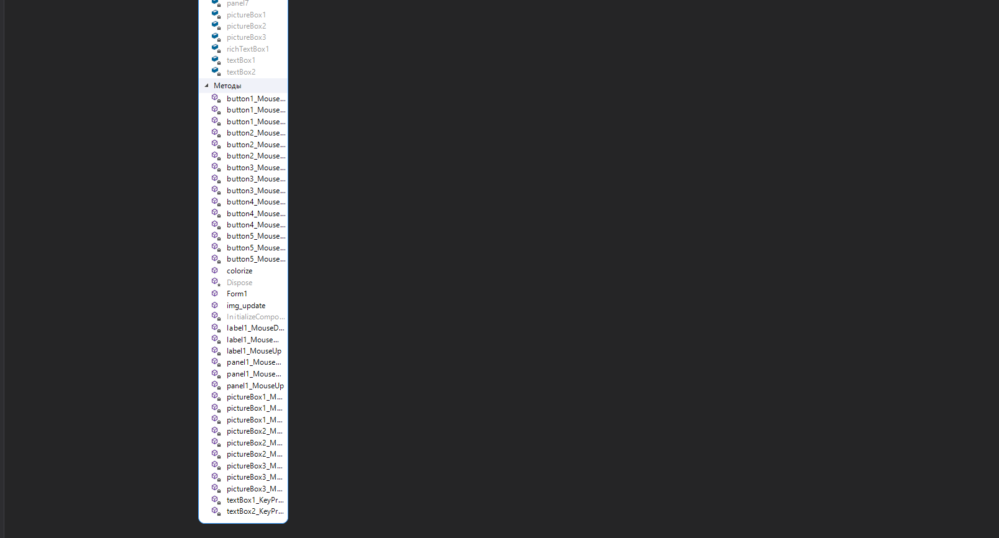 panel7
pictureBox1
pictureBox2
pictureBox3
richTextBox1
textBox1
textBox2
Методы
button1_Mouse...
button1_Mouse...
button1_Mouse...
button2_Mouse...
button2_Mouse...
button2_Mouse...
button3_Mouse...
button3_Mouse...
button3_Mouse...
button4_Mouse...
button4_Mouse...
button4_Mouse...
button5_Mouse...
button5_Mouse...
button5_Mouse...
colorize
Dispose
Form1
img_update
InitializeCompo...
label1_MouseD...
label1_Mouse...
label1_MouseUp
panel1_Mouse...
panel1_Mouse...
panel1_MouseUp
pictureBox1_M...
pictureBox1_M...
pictureBox1_M...
pictureBox2_M...
pictureBox2_M...
pictureBox2_M...
pictureBox3_M...
pictureBox3_M...
pictureBox3_M...
textBox1_KeyPr...
textBox2_KeyPr...